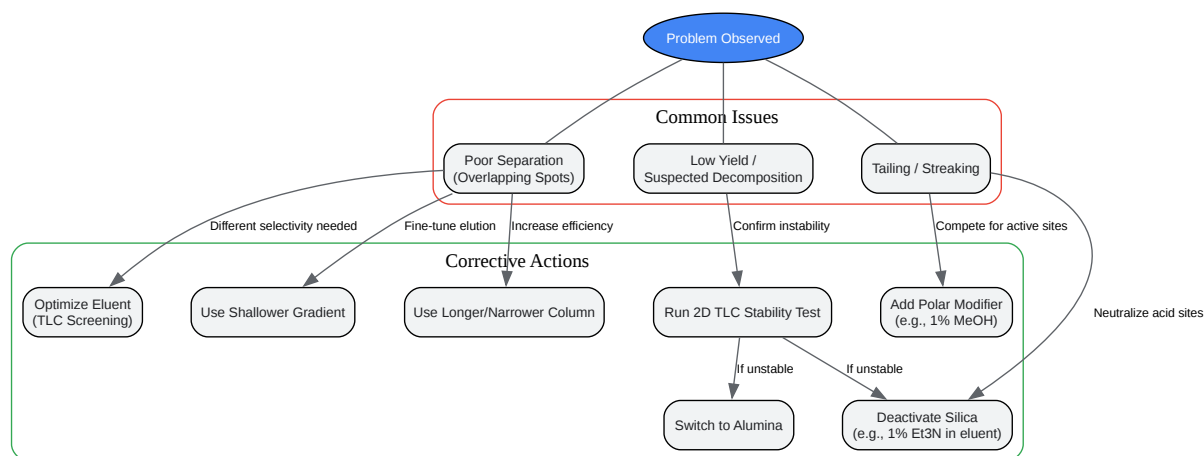 Problem Observed
Common Issues
Poor Separation
(Overlapping Spots)
Low Yield /
Suspected Decomposition
Tailing / Streaking
Different selectivity needed
Fine-tune elution
Increase efficiency
Confirm instability
Compete for active sites
Corrective Actions
Optimize Eluent
(TLC Screening)
Use Shallower Gradient
Use Longer/Narrower Column
Run 2D TLC Stability Test
Add Polar Modifier
(e.g., 1% MeOH)
Neutralize acid sites
If unstable
If unstable
Switch to Alumina
Deactivate Silica
(e.g., 1% Et3N in eluent)